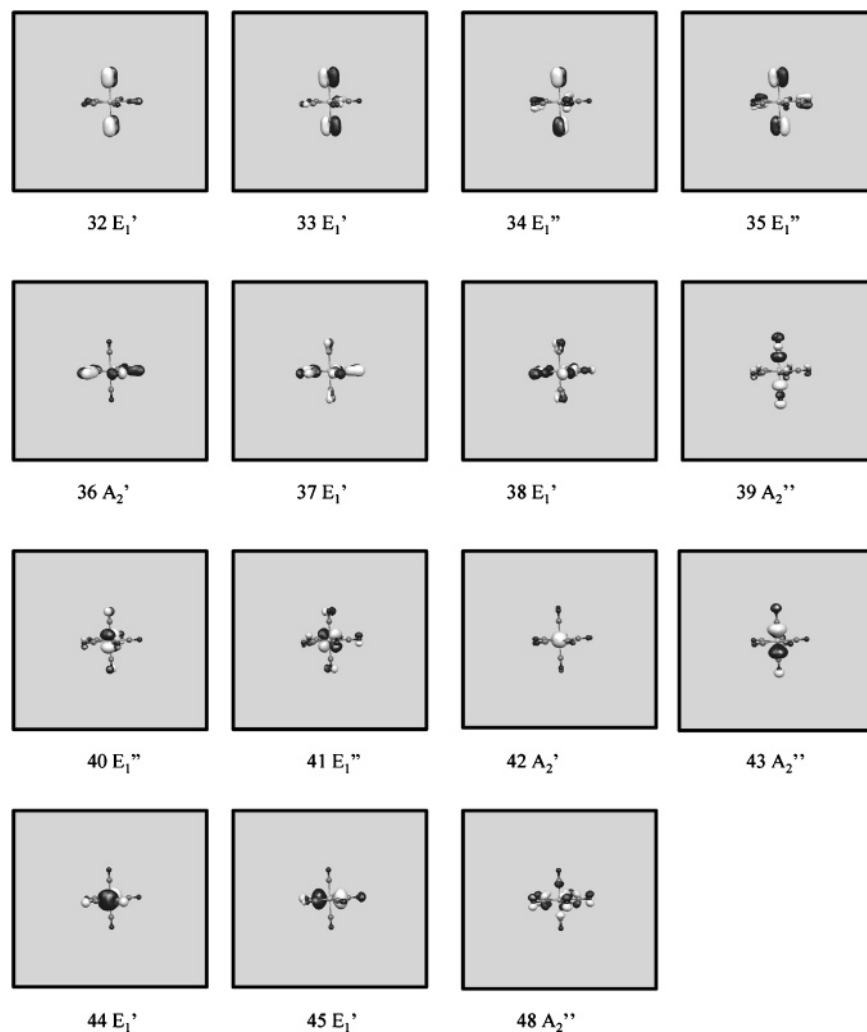 32 E₁’ 33 E₁’ 34 E₁” 35 E₁”
36 A₂’ 37 E₁’ 38 E₁’ 39 A₂’’
40 E₁” 41 E₁” 42 A₂’ 43 A₂’’
44 E₁’ 45 E₁’ 48 A₂’’